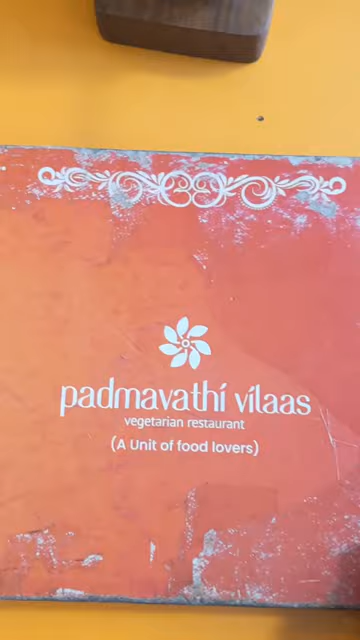 padmavathí vílaas
vegetarian restaurant
(A Unit of food lovers)